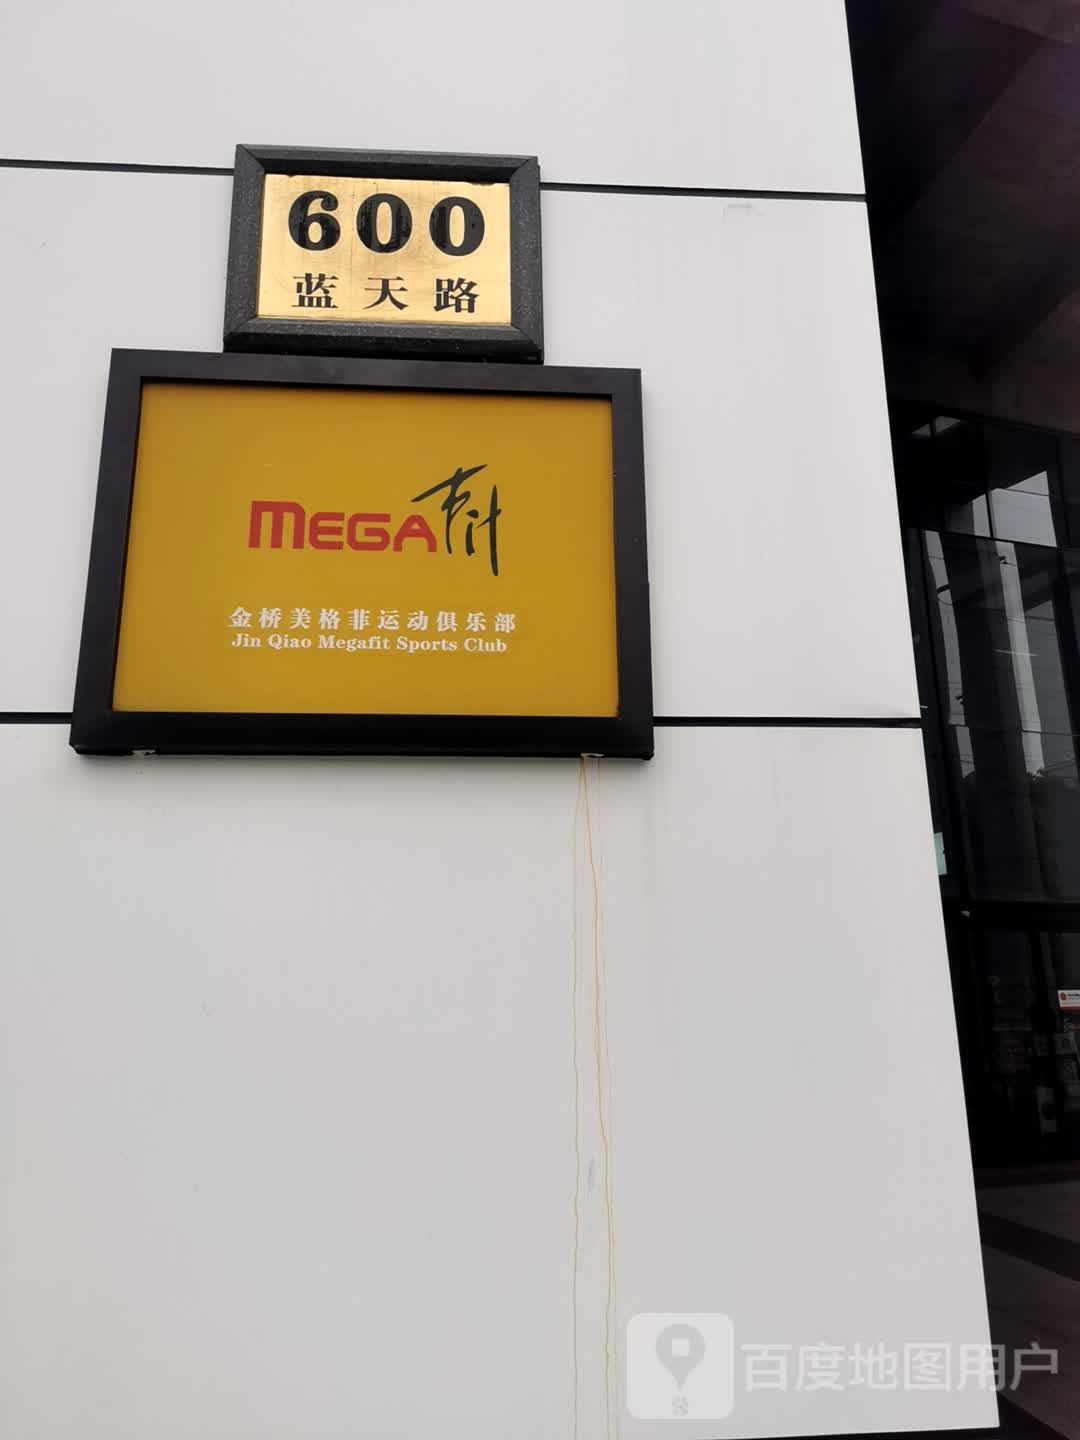 600
蓝天路
MEGA fit
金桥美格菲运动俱乐部
Jin Qiao Megafit Sports Club
百度地图用户